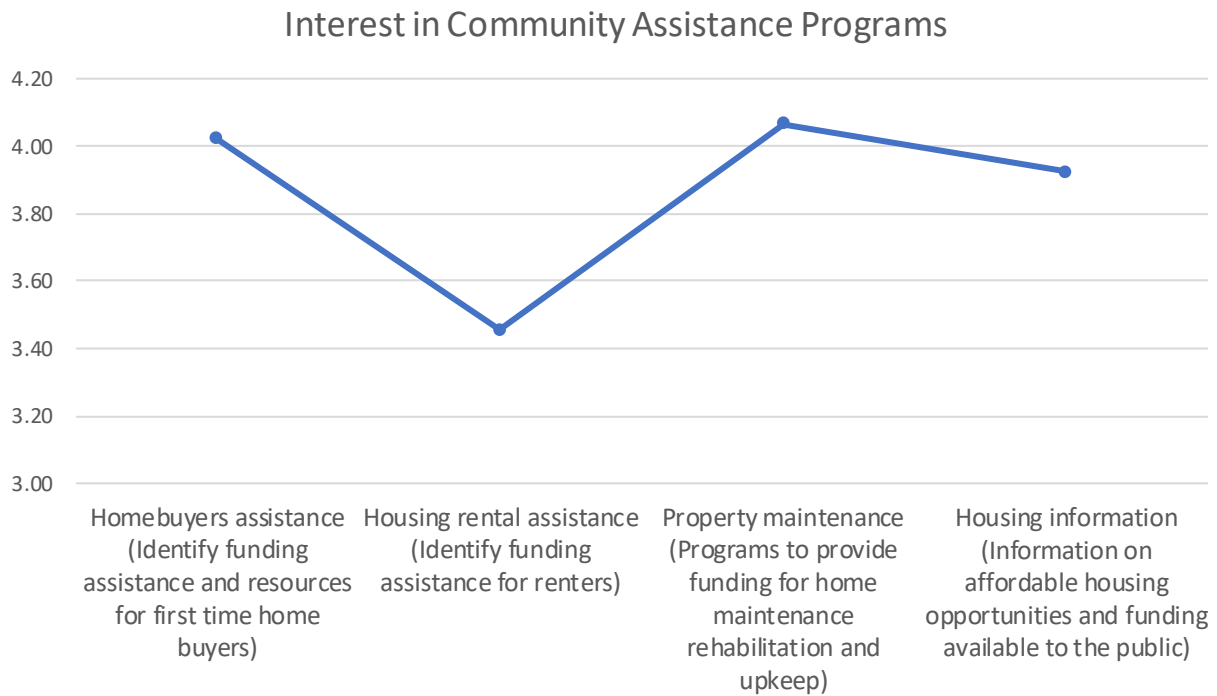 Interest in Community Assistance Programs
4.20
4.00
3.80
3.60
3.40
3.20
3.00
Homebuyers assistance
(Identify funding
assistance and resources
for first time home
buyers)
Housing rental assistance
(Identify funding
assistance for renters)
Property maintenance
(Programs to provide
funding for home
maintenance
rehabilitation and
upkeep)
Housing information
(Information on
affordable housing
opportunities and funding
available to the public)